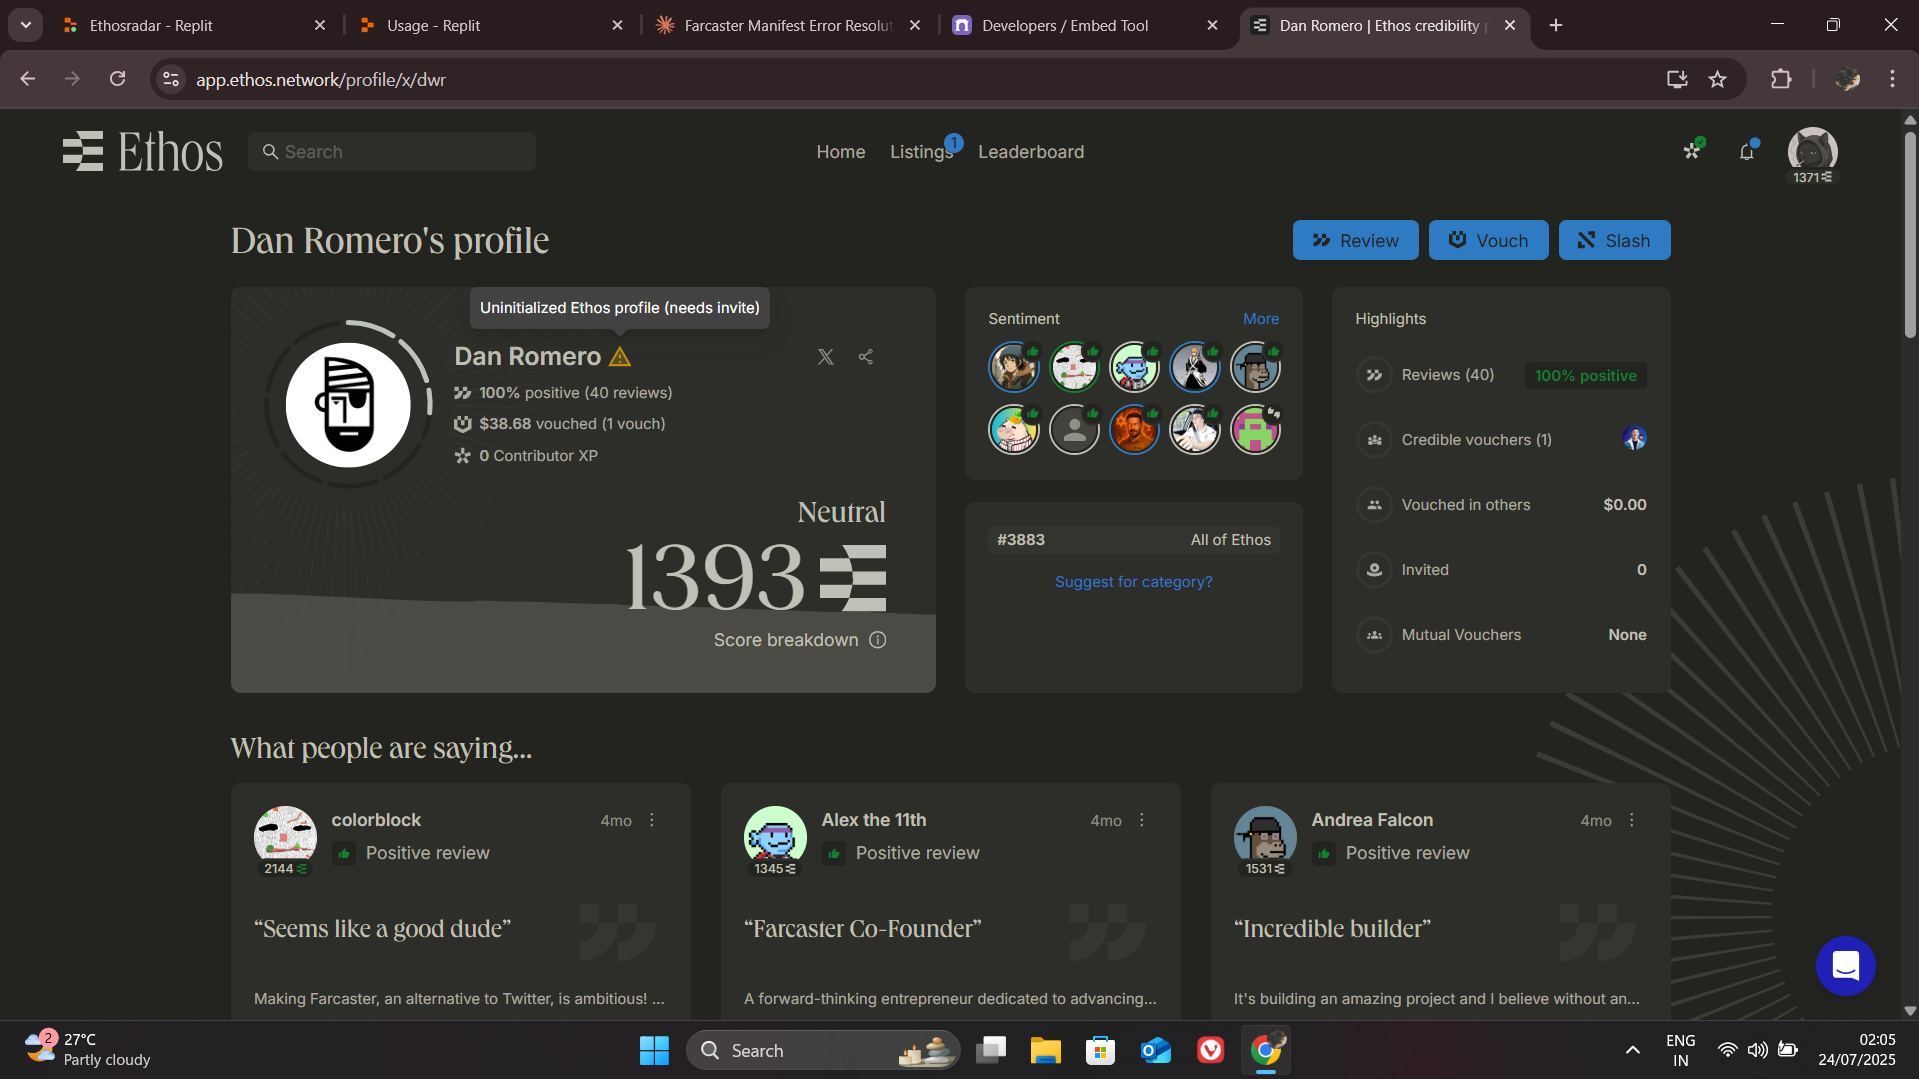 Ethosradar - Replit
Usage - Replit
Farcaster Manifest Error Resolut
Developers / Embed Tool
Dan Romero | Ethos credibility p
app.ethos.network/profile/x/dwr
Ethos
Search
Home
Listings
1
Leaderboard
1371
Dan Romero's profile
Review
Vouch
Slash
Uninitialized Ethos profile (needs invite)
Dan Romero
100% positive (40 reviews)
$38.68 vouched (1 vouch)
0 Contributor XP
Neutral
1393
Score breakdown
Sentiment
More
#3883
All of Ethos
Suggest for category?
Highlights
Reviews (40)
100% positive
Credible vouchers (1)
Vouched in others
$0.00
Invited
0
Mutual Vouchers
None
What people are saying...
colorblock
4mo
Positive review
2144
“Seems like a good dude”
Making Farcaster, an alternative to Twitter, is ambitious! ...
Alex the 11th
4mo
Positive review
1345
“Farcaster Co-Founder”
A forward-thinking entrepreneur dedicated to advancing...
Andrea Falcon
4mo
Positive review
1531
“Incredible builder”
It's building an amazing project and I believe without an...
2
27°C
Partly cloudy
Search
ENG
IN
02:05
24/07/2025